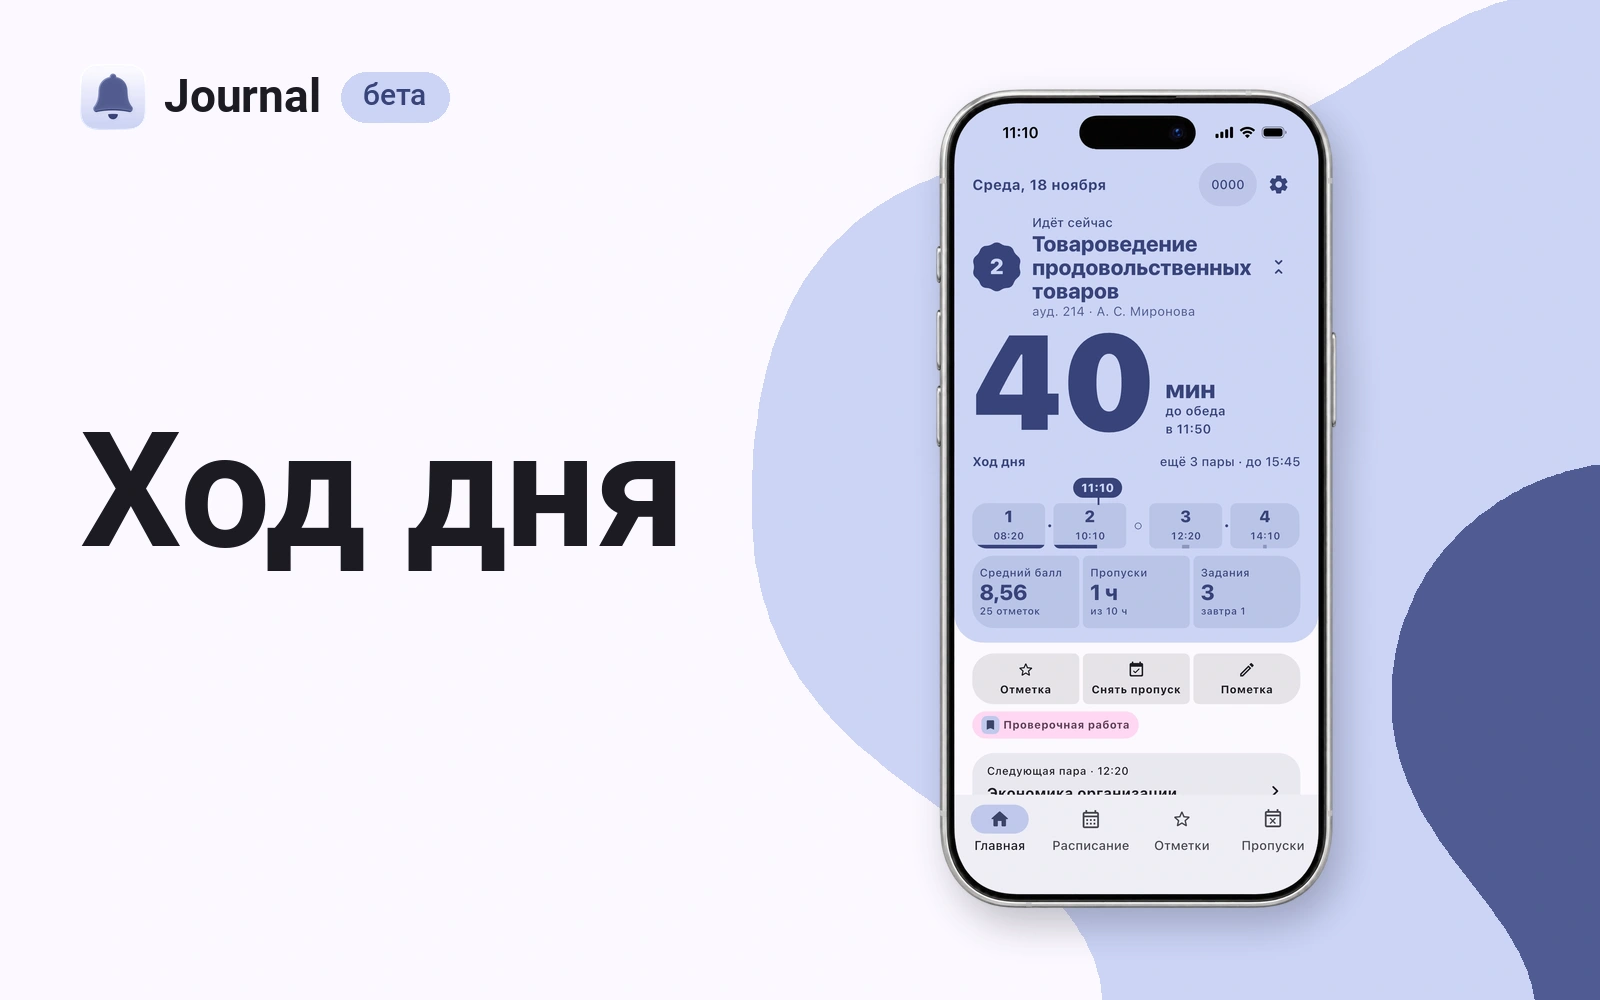 Journal бета
Ход дня
11:10
Среда, 18 ноября 0000
Идёт сейчас
2 Товароведение
продовольственных
товаров
ауд. 214 · А. С. Миронова
40 мин
до обеда
в 11:50
Ход дня ещё 3 пары · до 15:45
11:10
1 2 3 4
08:20 10:10 12:20 14:10
Средний балл Пропуски Задания
8,56 1 ч 3
25 отметок из 10 ч завтра 1
Отметка Снять пропуск Пометка
Проверочная работа
Следующая пара · 12:20
Экономика организации
Главная Расписание Отметки Пропуски